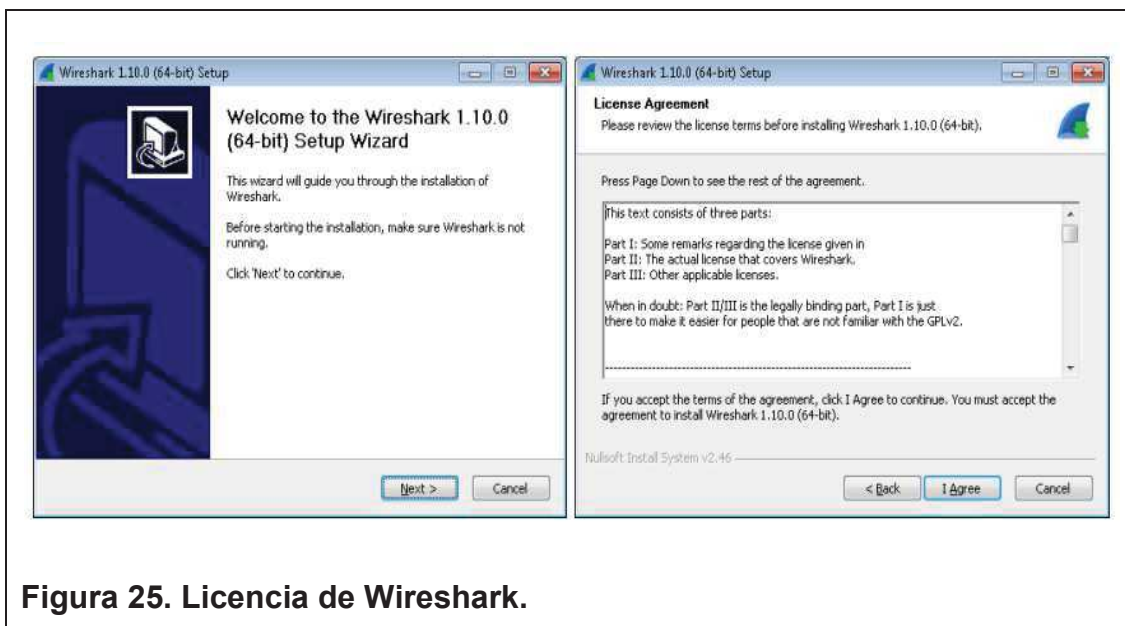 Wireshark 1.10.0 (64-bit) Setup
Welcome to the Wireshark 1.10.0
(64-bit) Setup Wizard
This wizard will guide you through the installation of
Wireshark.
Before starting the installation, make sure Wireshark is not
running.
Click 'Next' to continue.
Next >
Cancel
Wireshark 1.10.0 (64-bit) Setup
License Agreement
Please review the license terms before installing Wireshark 1.10.0 (64-bit).
Press Page Down to see the rest of the agreement.
This text consists of three parts:
Part I: Some remarks regarding the license given in
Part II: The actual license that covers Wireshark.
Part III: Other applicable licenses.
When in doubt: Part II/III is the legally binding part, Part I is just
there to make it easier for people that are not familiar with the GPLv2.
------------------------------------------------------------------------------
If you accept the terms of the agreement, click I Agree to continue. You must accept the
agreement to install Wireshark 1.10.0 (64-bit).
Nullsoft Install System v2.46
< Back
I Agree
Cancel
Figura 25. Licencia de Wireshark.